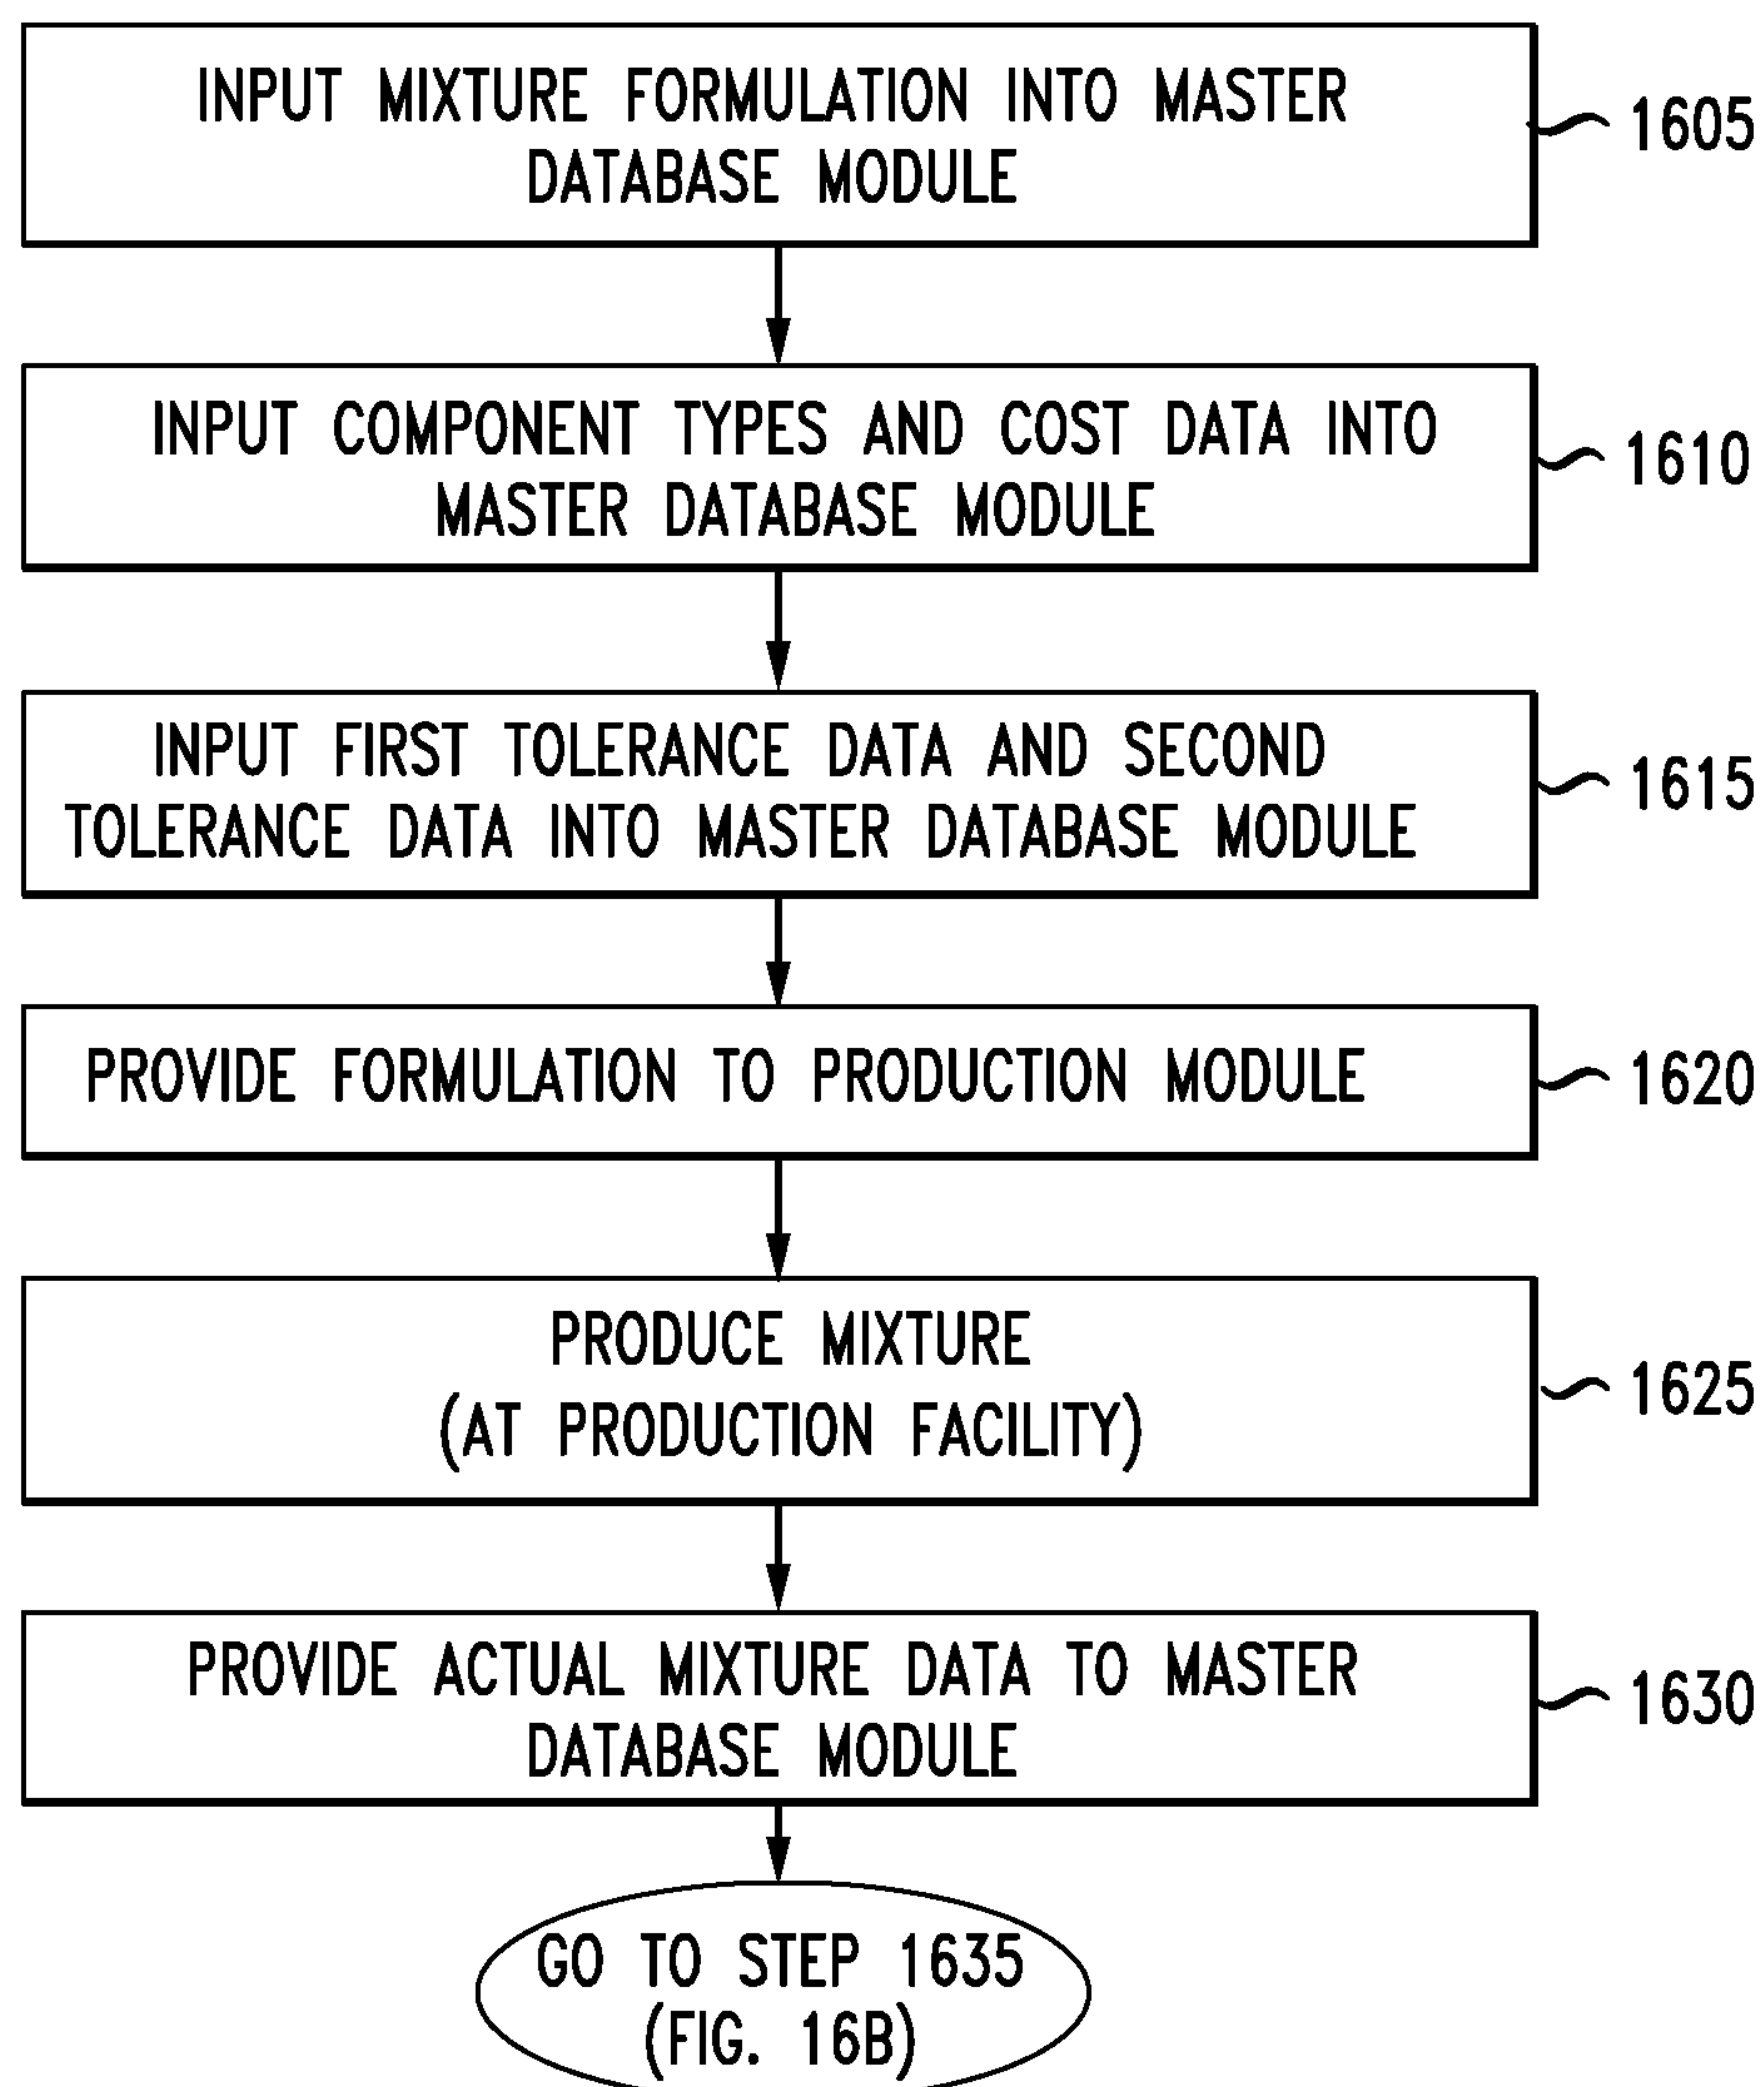 INPUT MIXTURE FORMULATION INTO MASTER
DATABASE MODULE
1605
INPUT COMPONENT TYPES AND COST DATA INTO
MASTER DATABASE MODULE
1610
INPUT FIRST TOLERANCE DATA AND SECOND
TOLERANCE DATA INTO MASTER DATABASE MODULE
1615
PROVIDE FORMULATION TO PRODUCTION MODULE
1620
PRODUCE MIXTURE
(AT PRODUCTION FACILITY)
1625
PROVIDE ACTUAL MIXTURE DATA TO MASTER
DATABASE MODULE
1630
GO TO STEP 1635
(FIG. 16B)